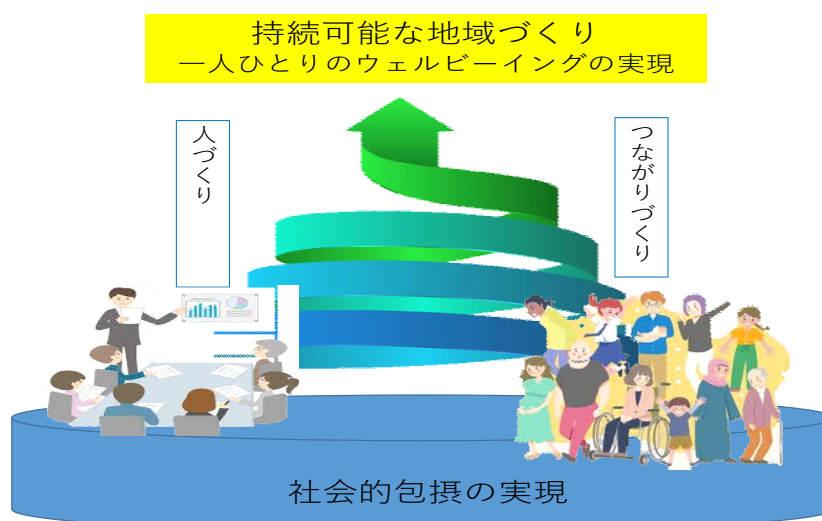 持続可能な地域づくり
一人ひとりのウェルビーイングの実現
人づくり
つながりづくり
社会的包摂の実現